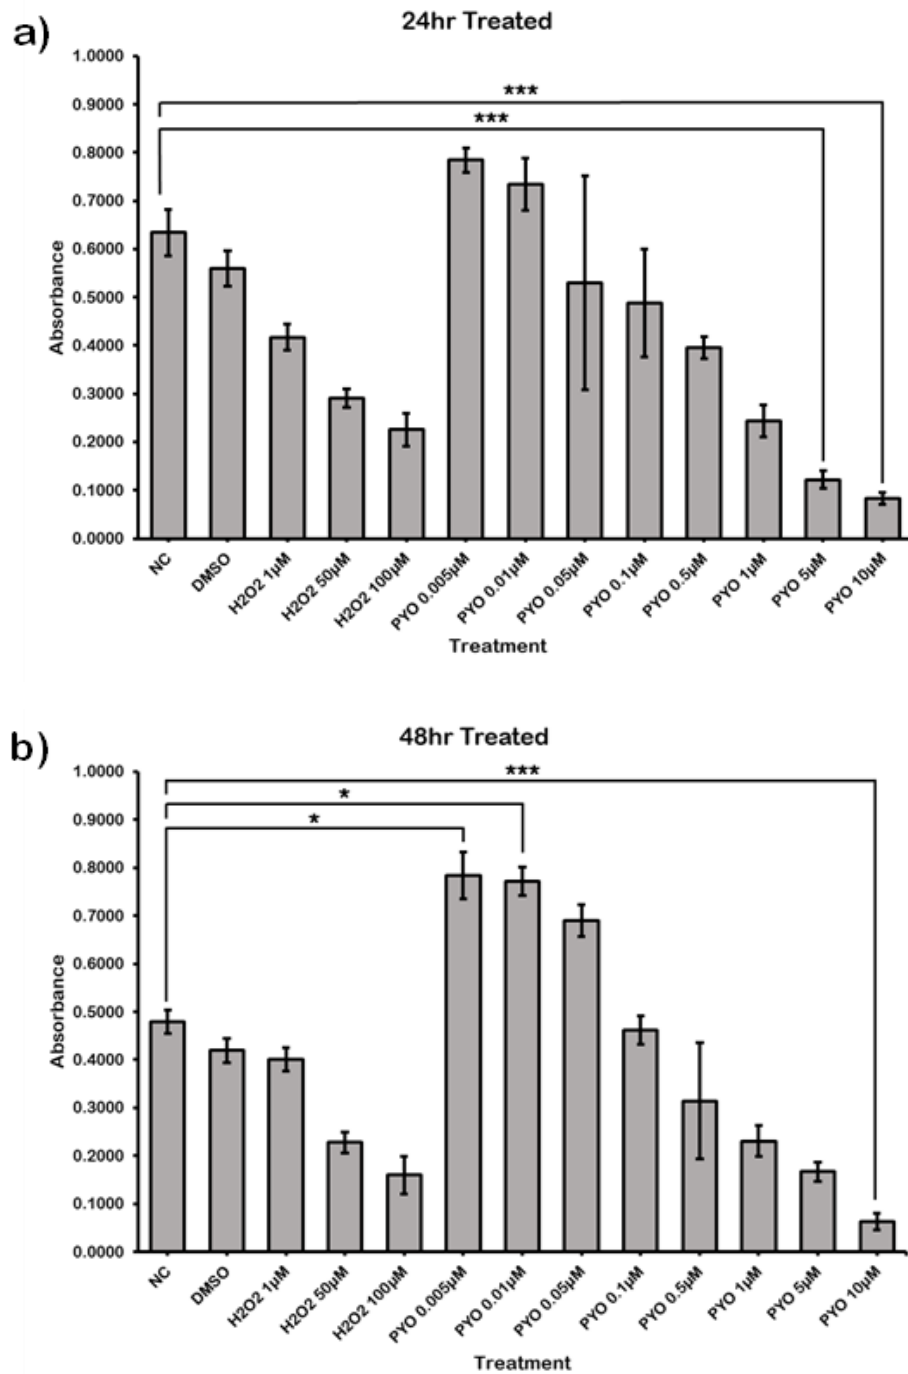 a)
24hr Treated
1.0000
0.9000
0.8000
0.7000
0.6000
0.5000
0.4000
0.3000
0.2000
0.1000
0.0000
Absorbance
***
***
NC
DMSO
H2O2 1µM
H2O2 50µM
H2O2 100µM
PYO 0.005µM
PYO 0.01µM
PYO 0.05µM
PYO 0.1µM
PYO 0.5µM
PYO 1µM
PYO 5µM
PYO 10µM
Treatment
b)
48hr Treated
1.0000
0.9000
0.8000
0.7000
0.6000
0.5000
0.4000
0.3000
0.2000
0.1000
0.0000
Absorbance
***
*
*
NC
DMSO
H2O2 1µM
H2O2 50µM
H2O2 100µM
PYO 0.005µM
PYO 0.01µM
PYO 0.05µM
PYO 0.1µM
PYO 0.5µM
PYO 1µM
PYO 5µM
PYO 10µM
Treatment